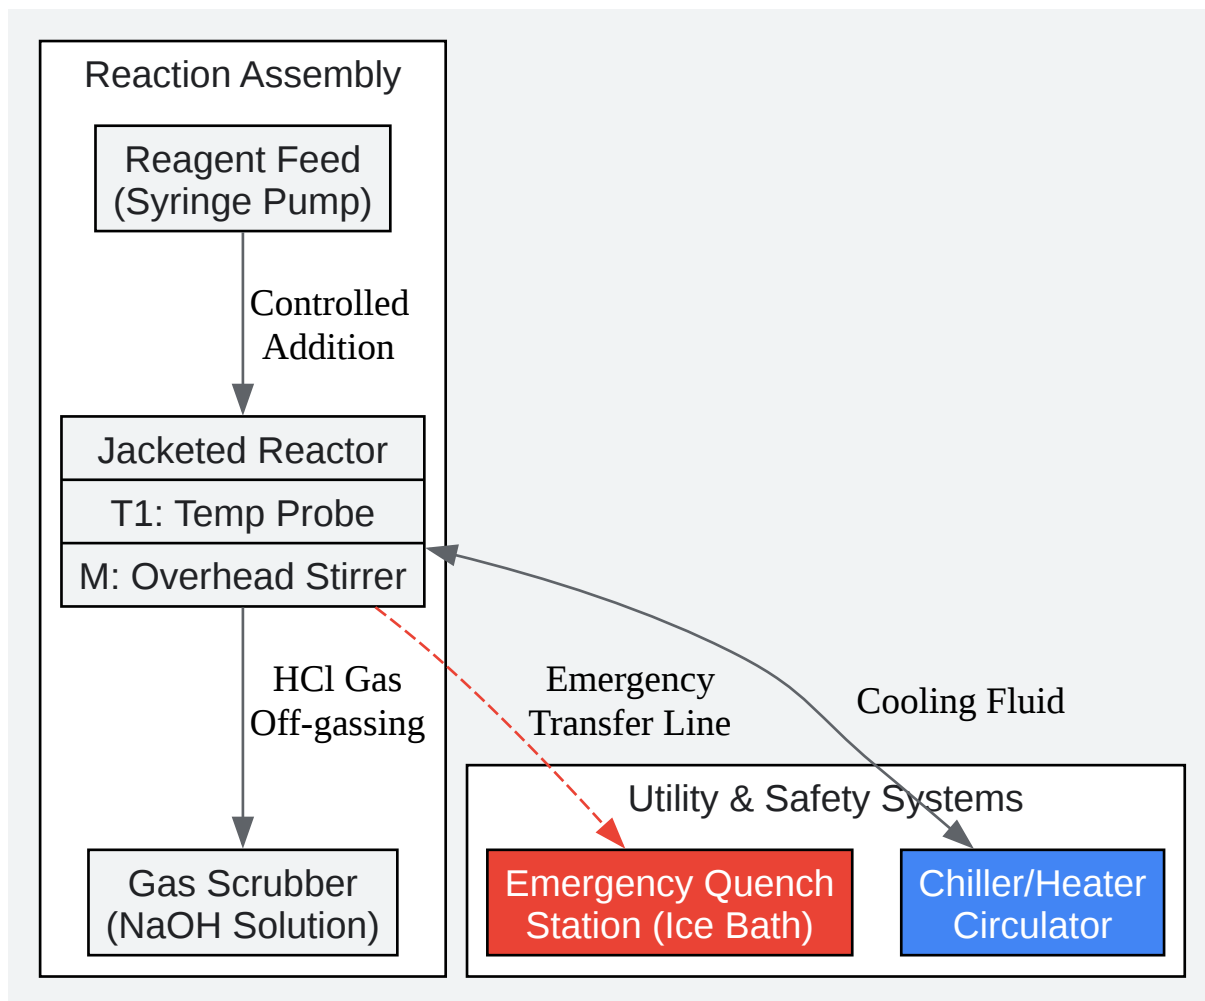 Reaction Assembly
Reagent Feed
(Syringe Pump)
Controlled
Addition
Jacketed Reactor
T1: Temp Probe
M: Overhead Stirrer
HCl Gas
Off-gassing
Emergency
Transfer Line
Cooling Fluid
Utility & Safety Systems
Gas Scrubber
(NaOH Solution)
Emergency Quench
Station (Ice Bath)
Chiller/Heater
Circulator